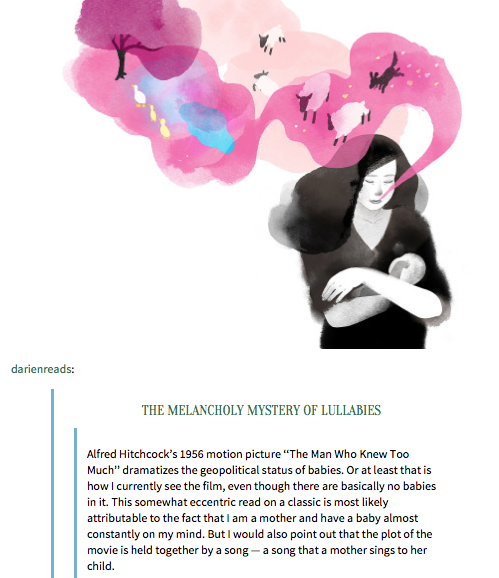 darienreads:
THE MELANCHOLY MYSTERY OF LULLABIES
Alfred Hitchcock’s 1956 motion picture “The Man Who Knew Too
Much” dramatizes the geopolitical status of babies. Or at least that is
how I currently see the film, even though there are basically no babies
in it. This somewhat eccentric read on a classic is most likely
attributable to the fact that I am a mother and have a baby almost
constantly on my mind. But I would also point out that the plot of the
movie is held together by a song — a song that a mother sings to her
child.